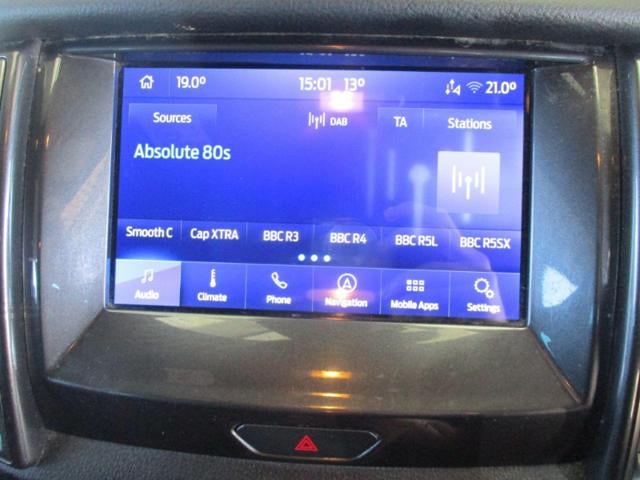 19.0° 15:01 13° 21.0°
Sources DAB TA Stations
Absolute 80s
Smooth C Cap XTRA BBC R3 BBC R4 BBC R5L BBC R5SX
Audio Climate Phone Navigation Mobile Apps Settings